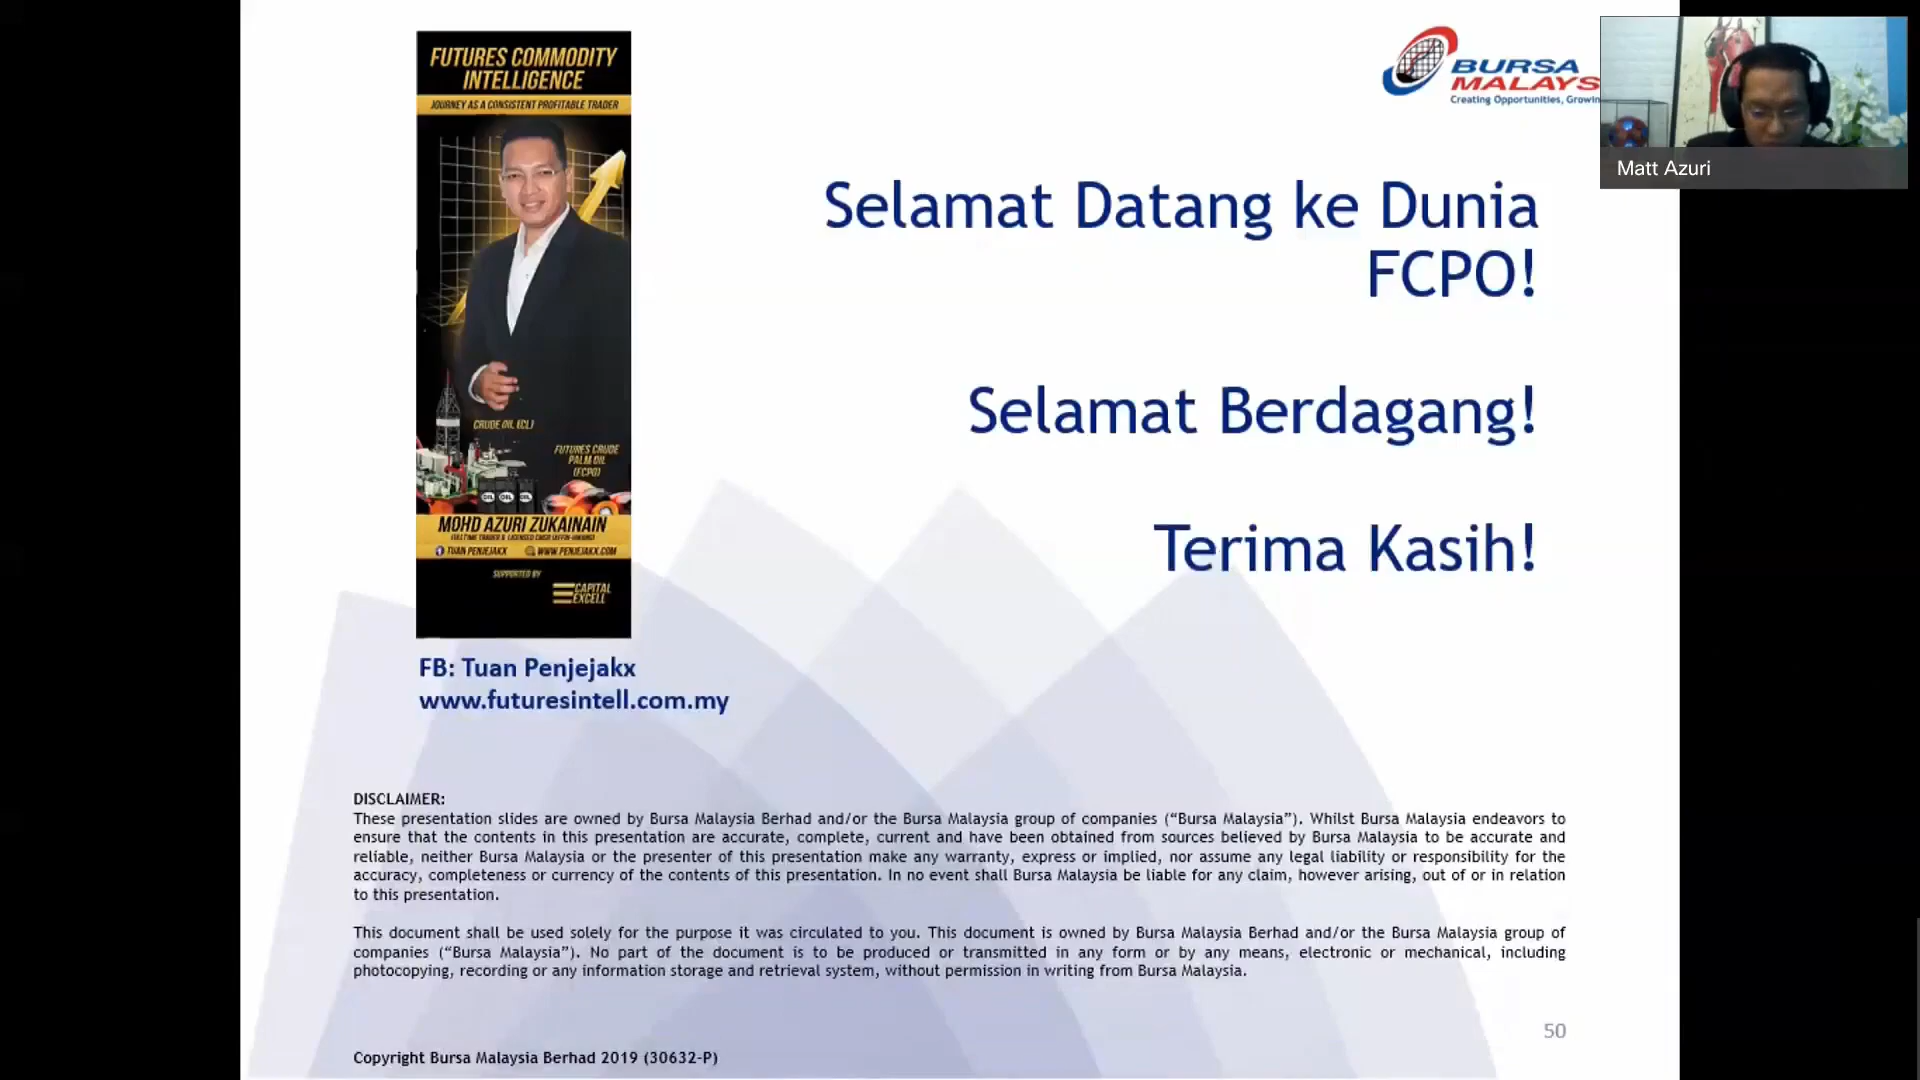 FUTURES COMMODITY
INTELLIGENCE
JOURNEY AS A CONSISTENT PROFITABLE TRADER
CRUDE OIL (CL)
FUTURES CRUDE
PALM OIL
(FCPO)
OIL OIL OIL
MOHD AZURI ZUKAINAIN
FULLTIME TRADER & LICENSED CMSRL
TUAN PENJEJAKX WWW.PENJEJAKX.COM
SUPPORTED BY
CAPITAL
EXCELL
FB: Tuan Penjejakx
www.futuresintell.com.my
BURSA
MALAYS
Creating Opportunities, Growin
Matt Azuri
Selamat Datang ke Dunia
FCPO!
Selamat Berdagang!
Terima Kasih!
DISCLAIMER:
These presentation slides are owned by Bursa Malaysia Berhad and/or the Bursa Malaysia group of companies (“Bursa Malaysia”). Whilst Bursa Malaysia endeavors to
ensure that the contents in this presentation are accurate, complete, current and have been obtained from sources believed by Bursa Malaysia to be accurate and
reliable, neither Bursa Malaysia or the presenter of this presentation make any warranty, express or implied, nor assume any legal liability or responsibility for the
accuracy, completeness or currency of the contents of this presentation. In no event shall Bursa Malaysia be liable for any claim, however arising, out of or in relation
to this presentation.
This document shall be used solely for the purpose it was circulated to you. This document is owned by Bursa Malaysia Berhad and/or the Bursa Malaysia group of
companies (“Bursa Malaysia”). No part of the document is to be produced or transmitted in any form or by any means, electronic or mechanical, including
photocopying, recording or any information storage and retrieval system, without permission in writing from Bursa Malaysia.
50
Copyright Bursa Malaysia Berhad 2019 (30632-P)